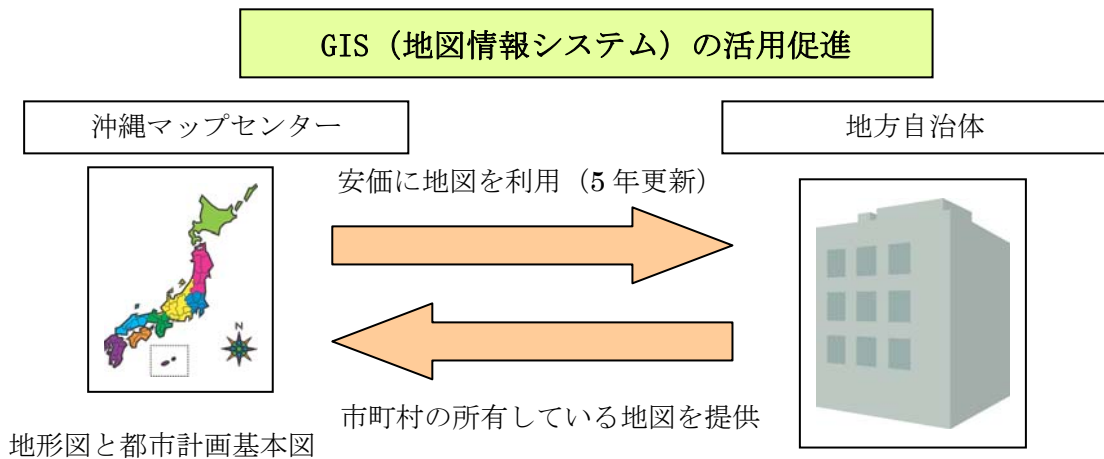 GIS（地図情報システム）の活用促進
沖縄マップセンター
地方自治体
安価に地図を利用（5年更新）
N
市町村の所有している地図を提供
地形図と都市計画基本図